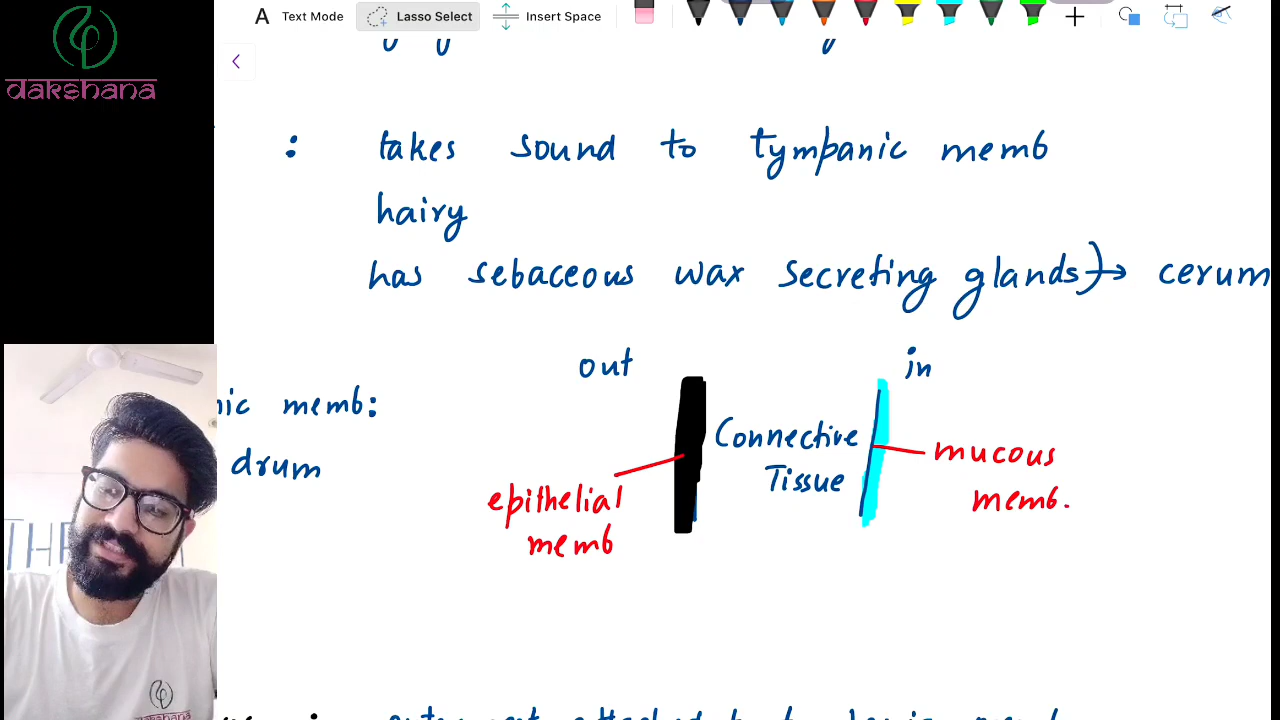 A Text Mode Lasso Select Insert Space
dakshana
: takes sound to tympanic memb
hairy
has sebaceous wax secreting glands) → cerum
out in
nic memb:
drum
Connective
Tissue
epithelial
memb
mucous
memb.